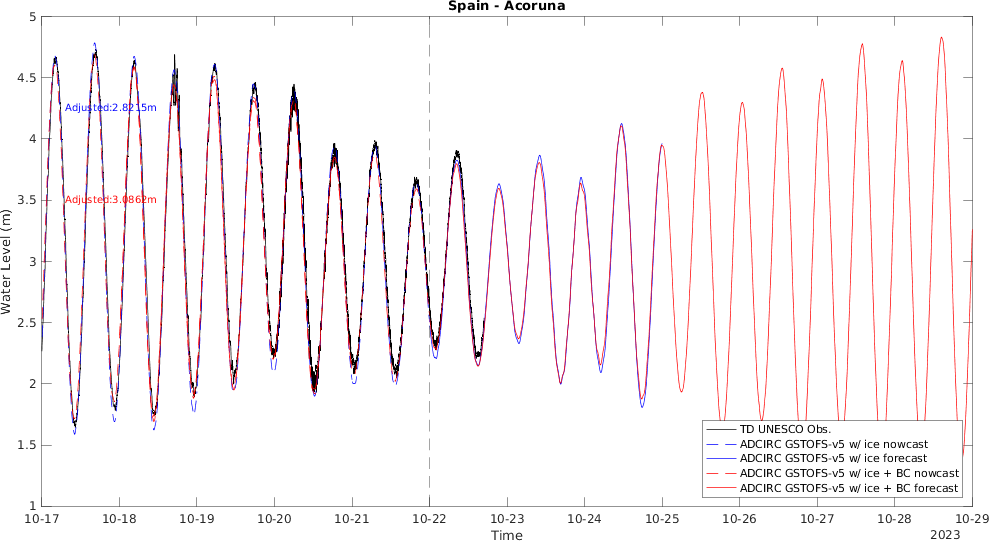 Spain - Acoruna
5
4.5
4
3.5
3
2.5
2
1.5
1
Water Level (m)
Adjusted:2.8215m
Adjusted:3.0862m
TD UNESCO Obs.
ADCIRC GSTOFS-v5 w/ ice nowcast
ADCIRC GSTOFS-v5 w/ ice forecast
ADCIRC GSTOFS-v5 w/ ice + BC nowcast
ADCIRC GSTOFS-v5 w/ ice + BC forecast
10-17 10-18 10-19 10-20 10-21 10-22 10-23 10-24 10-25 10-26 10-27 10-28 10-29
Time
2023